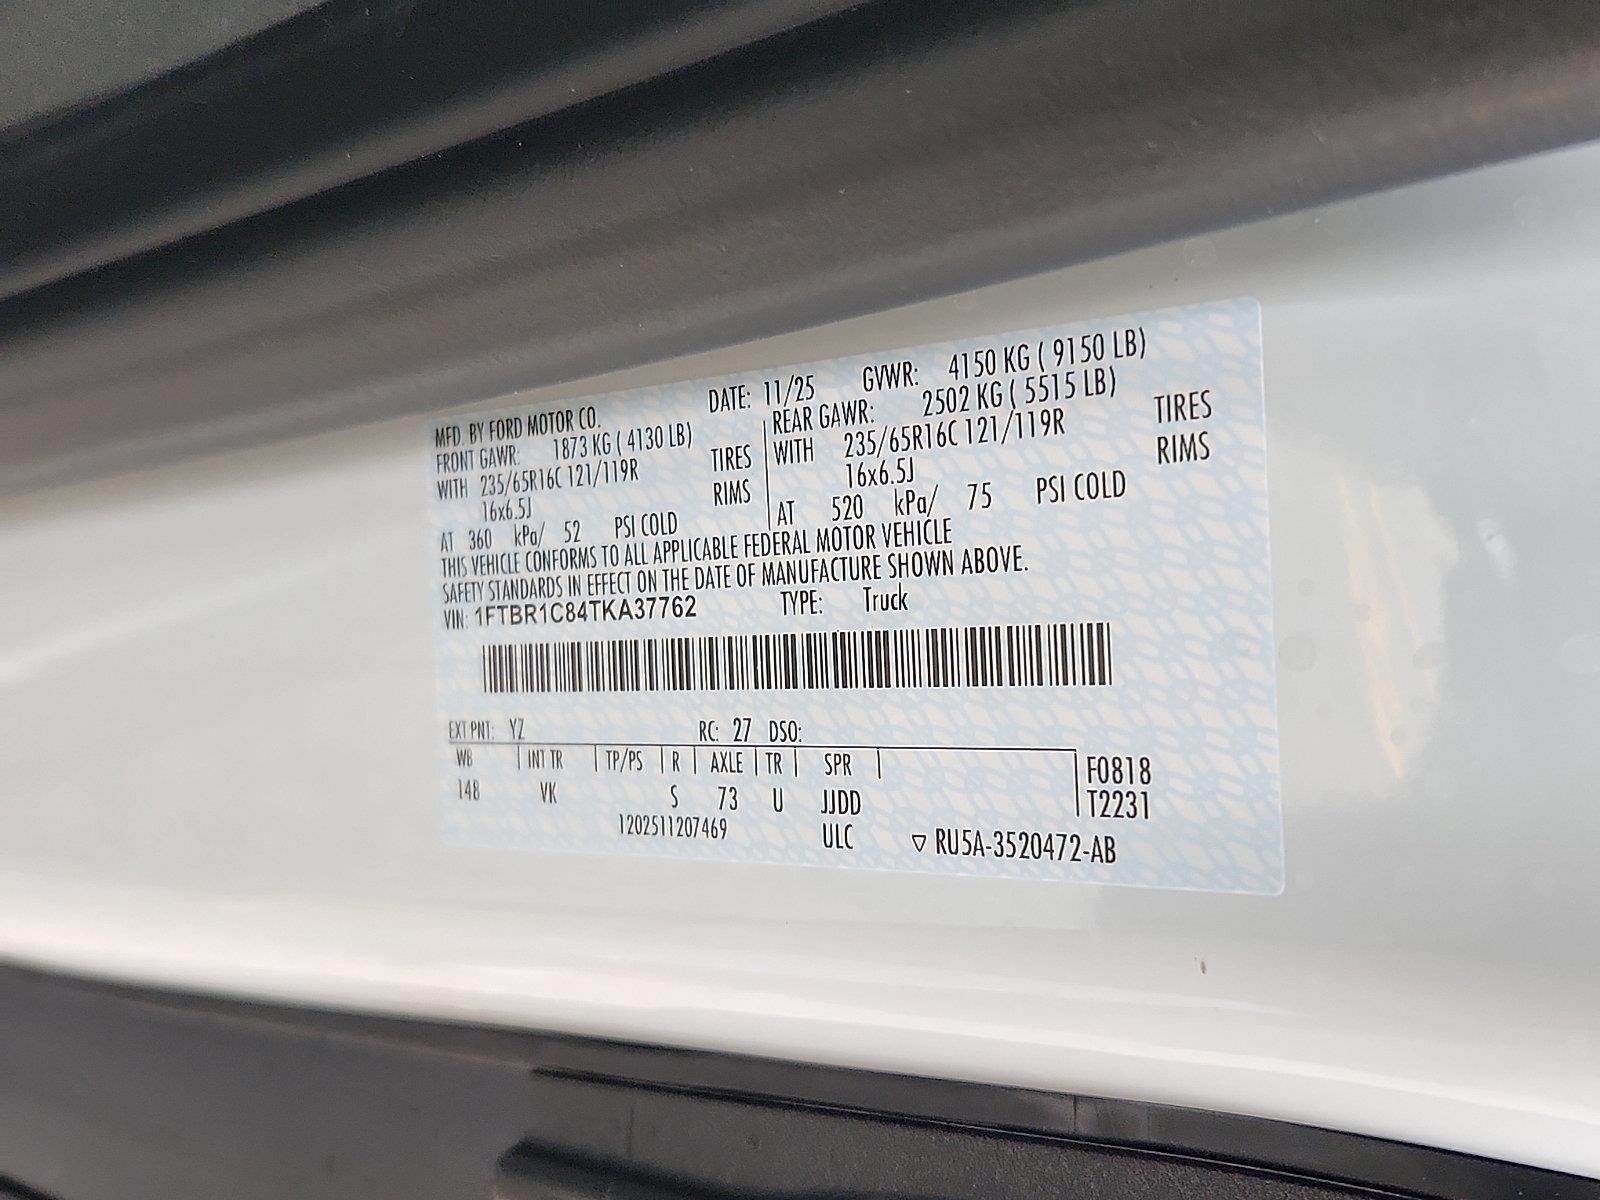 MFD. BY FORD MOTOR CO. DATE: 11/25 GVWR: 4150 KG ( 9150 LB)
FRONT GAWR: 1873 KG ( 4130 LB) REAR GAWR: 2502 KG ( 5515 LB)
WITH 235/65R16C 121/119R TIRES WITH 235/65R16C 121/119R TIRES
16x6.5J RIMS 16x6.5J RIMS
AT 360 kPa/ 52 PSI COLD AT 520 kPa/ 75 PSI COLD
THIS VEHICLE CONFORMS TO ALL APPLICABLE FEDERAL MOTOR VEHICLE
SAFETY STANDARDS IN EFFECT ON THE DATE OF MANUFACTURE SHOWN ABOVE.
VIN: 1FTBR1C84TKA37762 TYPE: Truck
EXT PNT: YZ RC: 27 DSO:
WB INT TR TP/PS R AXLE TR SPR F0818
148 VK S 73 U JJDD T2231
1202511207469 ULC ▽ RU5A-3520472-AB